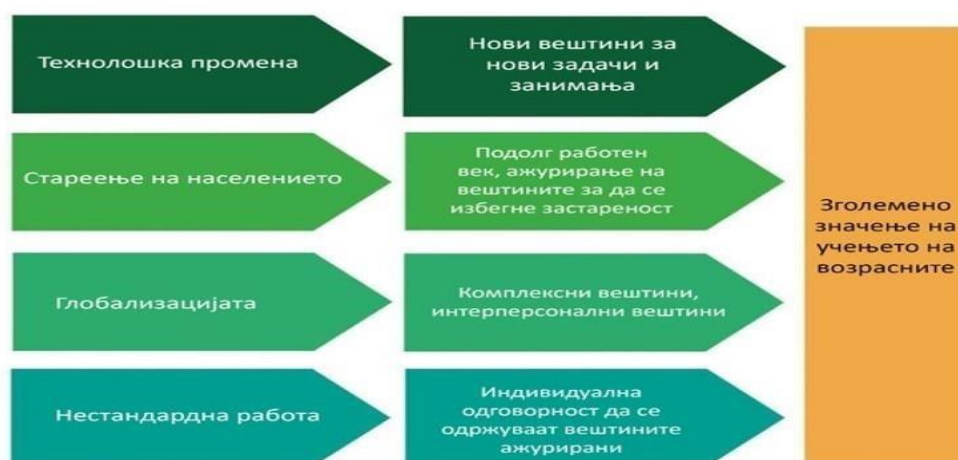 Технолошка промена
Нови вештини за
нови задачи и
занимања
Стареење на населението
Подолг работен
век, ажурирање на
вештините за да се
избегне застареност
Глобализацијата
Комплексни вештини,
интерперсонални вештини
Нестандардна работа
Индивидуална
одговорност да се
одржуваат вештините
ажурирани
Зголемено
значење на
учењето на
возрасните